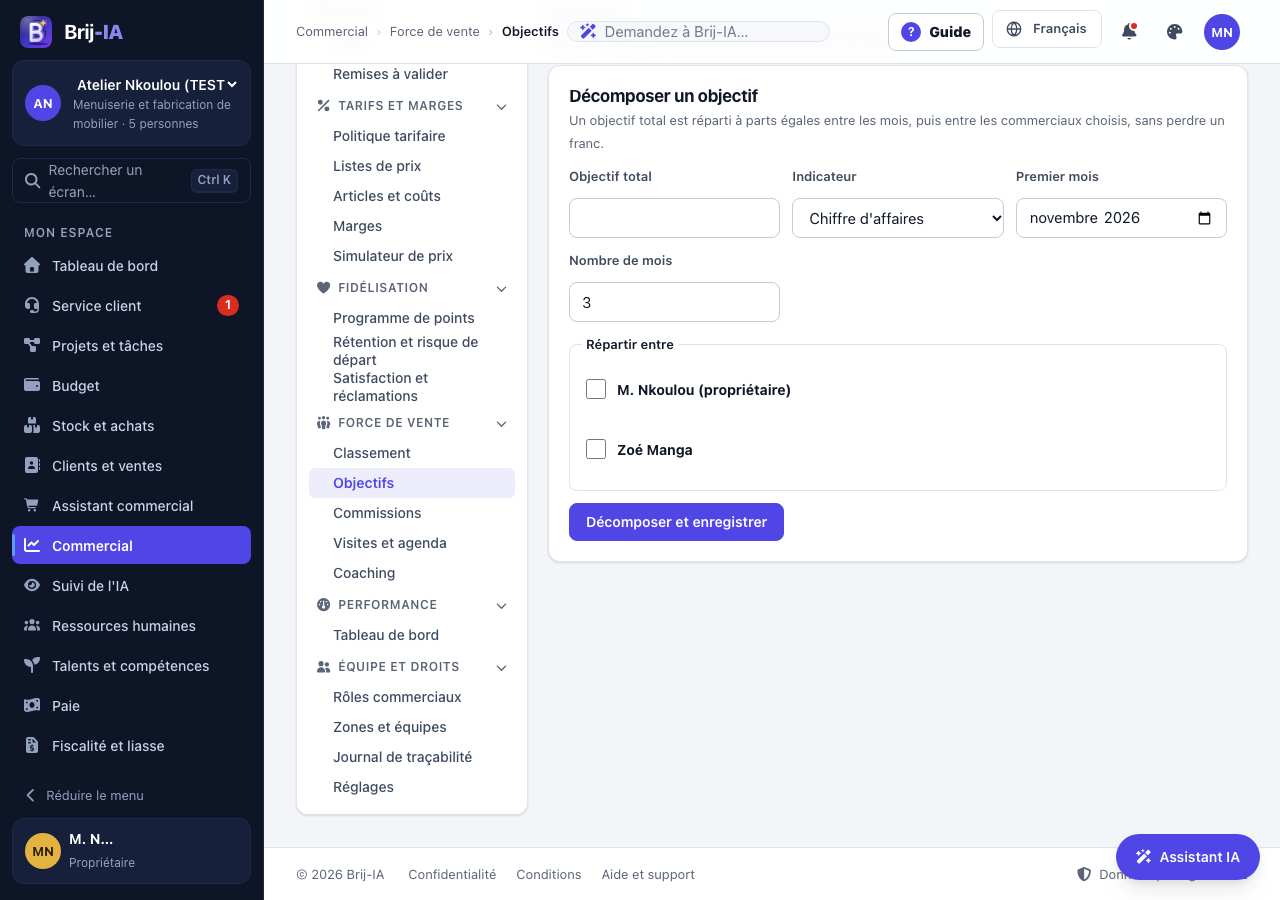 Brij-IA
Atelier Nkoulou (TEST
AN
Menuiserie et fabrication de
mobilier · 5 personnes
Rechercher un
écran...
Ctrl K
MON ESPACE
Tableau de bord
Service client
1
Projets et tâches
Budget
Stock et achats
Clients et ventes
Assistant commercial
Commercial
Suivi de l'IA
Ressources humaines
Talents et compétences
Paie
Fiscalité et liasse
Réduire le menu
MN
M. N...
Propriétaire
Commercial › Force de vente › Objectifs
Demandez à Brij-IA...
? Guide
Français
MN
Remises à valider
TARIFS ET MARGES
Politique tarifaire
Listes de prix
Articles et coûts
Marges
Simulateur de prix
FIDÉLISATION
Programme de points
Rétention et risque de
départ
Satisfaction et
réclamations
FORCE DE VENTE
Classement
Objectifs
Commissions
Visites et agenda
Coaching
PERFORMANCE
Tableau de bord
ÉQUIPE ET DROITS
Rôles commerciaux
Zones et équipes
Journal de traçabilité
Réglages
Décomposer un objectif
Un objectif total est réparti à parts égales entre les mois, puis entre les commerciaux choisis, sans perdre un
franc.
Objectif total
Indicateur
Chiffre d'affaires
Premier mois
novembre 2026
Nombre de mois
3
Répartir entre
M. Nkoulou (propriétaire)
Zoé Manga
Décomposer et enregistrer
© 2026 Brij-IA
Confidentialité
Conditions
Aide et support
Assistant IA